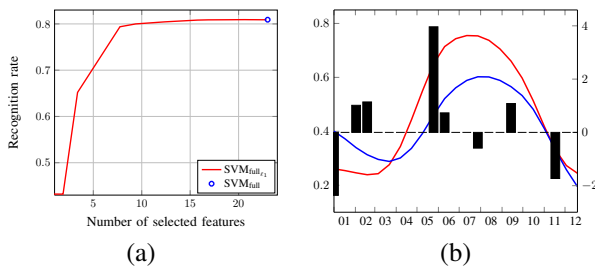 0.8
0.7
0.6
0.5
Recognition rate
5 10 15 20
Number of selected features
SVMfull_ℓ1
SVMfull
(a)
0.8
0.6
0.4
0.2
4
2
0
−2
01 02 03 04 05 06 07 08 09 10 11 12
(b)